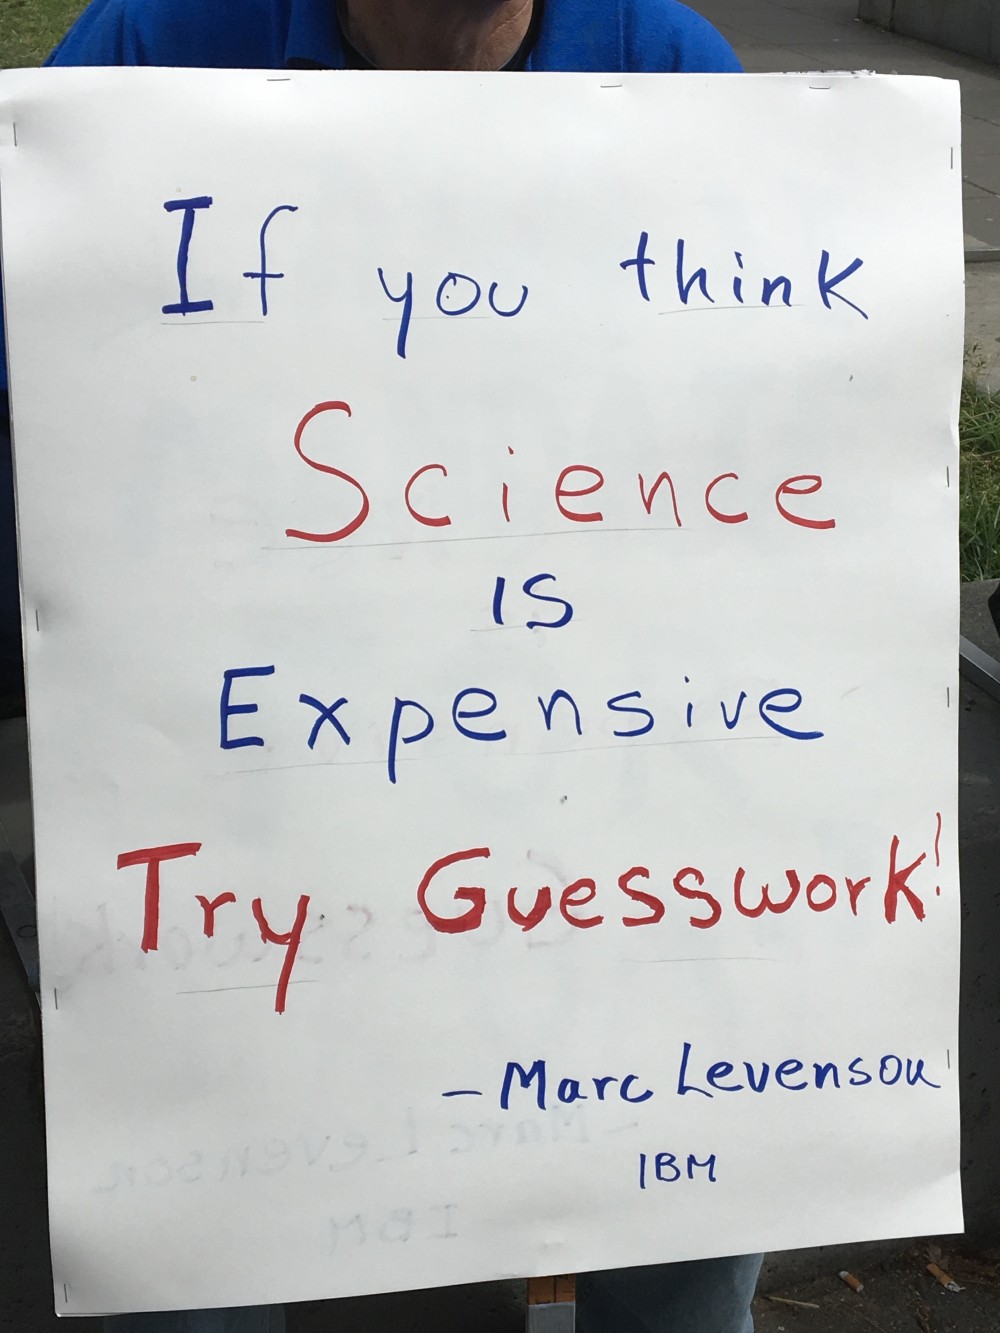 If you think
Science
is
Expensive
Try Guesswork!
- Marc Levenson
IBM